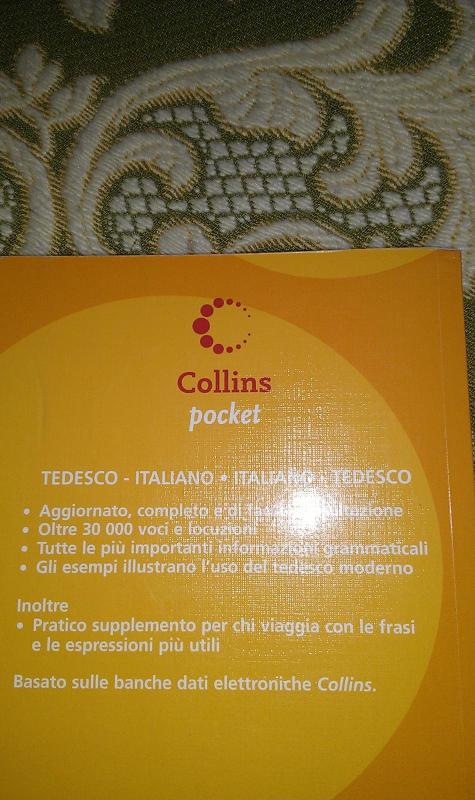 Collins
pocket
TEDESCO - ITALIANO • ITALIANO - TEDESCO
• Aggiornato, completo e di facile consultazione
• Oltre 30 000 voci e locuzioni
• Tutte le più importanti informazioni grammaticali
• Gli esempi illustrano l'uso del tedesco moderno
Inoltre
• Pratico supplemento per chi viaggia con le frasi
e le espressioni più utili
Basato sulle banche dati elettroniche Collins.